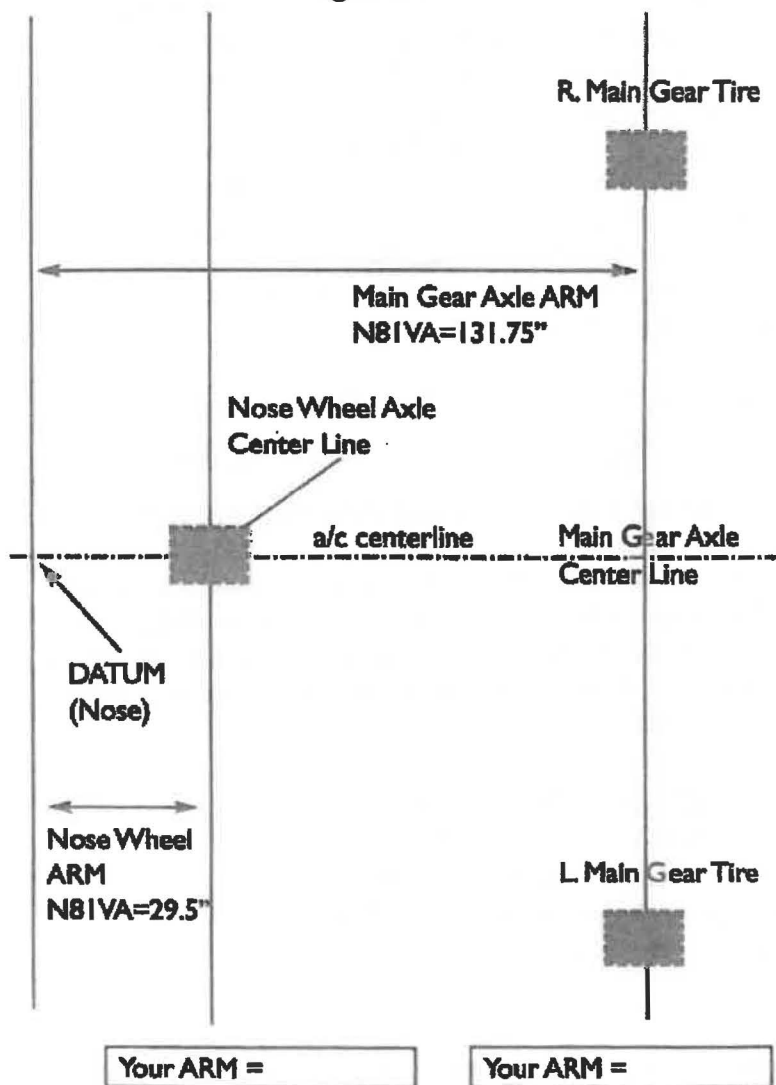 R. Main Gear Tire
Main Gear Axle ARM
N81VA=131.75"
Nose Wheel Axle
Center Line
a/c centerline
Main Gear Axle
Center Line
DATUM
(Nose)
Nose Wheel
ARM
N81VA=29.5"
L. Main Gear Tire
Your ARM =
Your ARM =